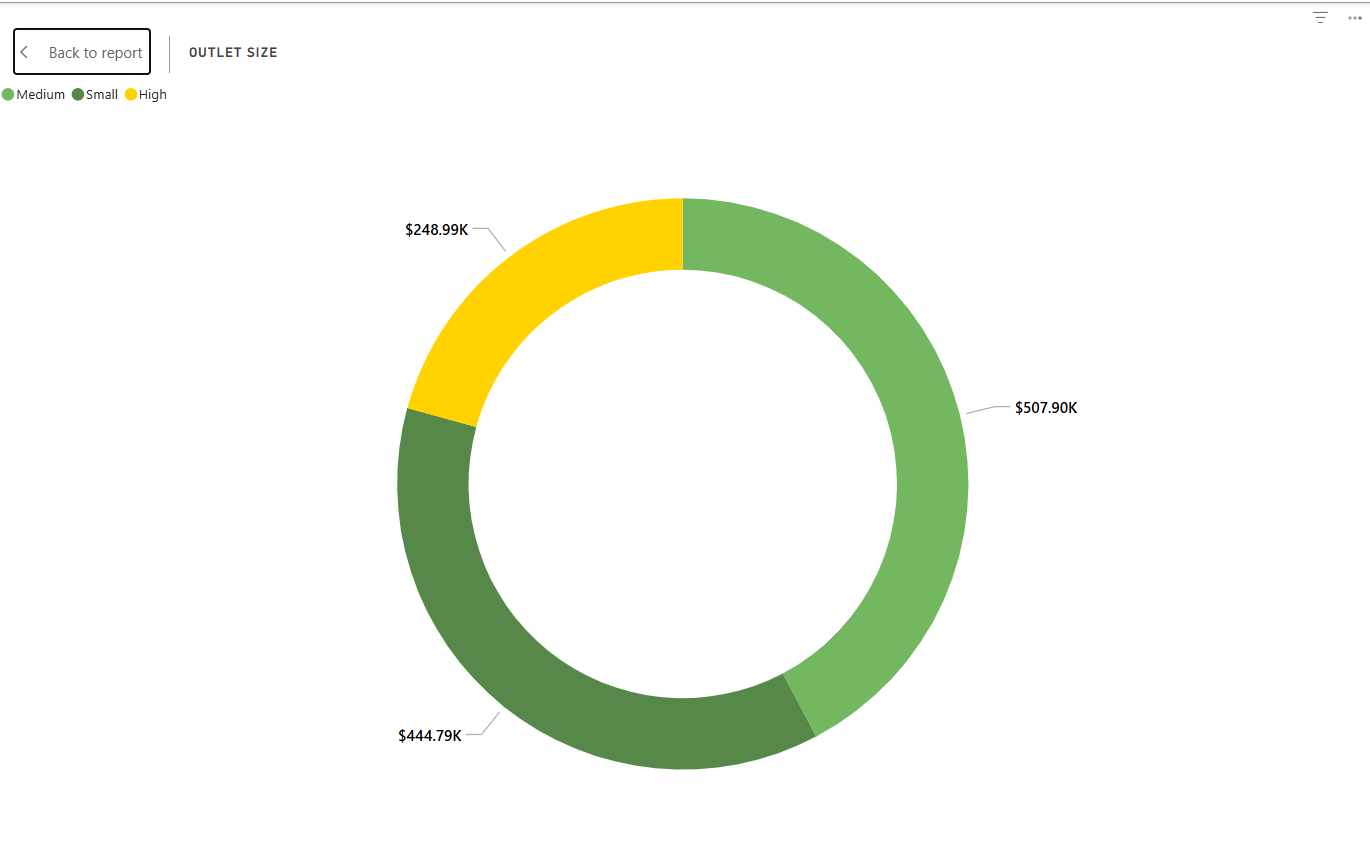 Back to report
OUTLET SIZE
Medium Small High
$248.99K
$507.90K
$444.79K